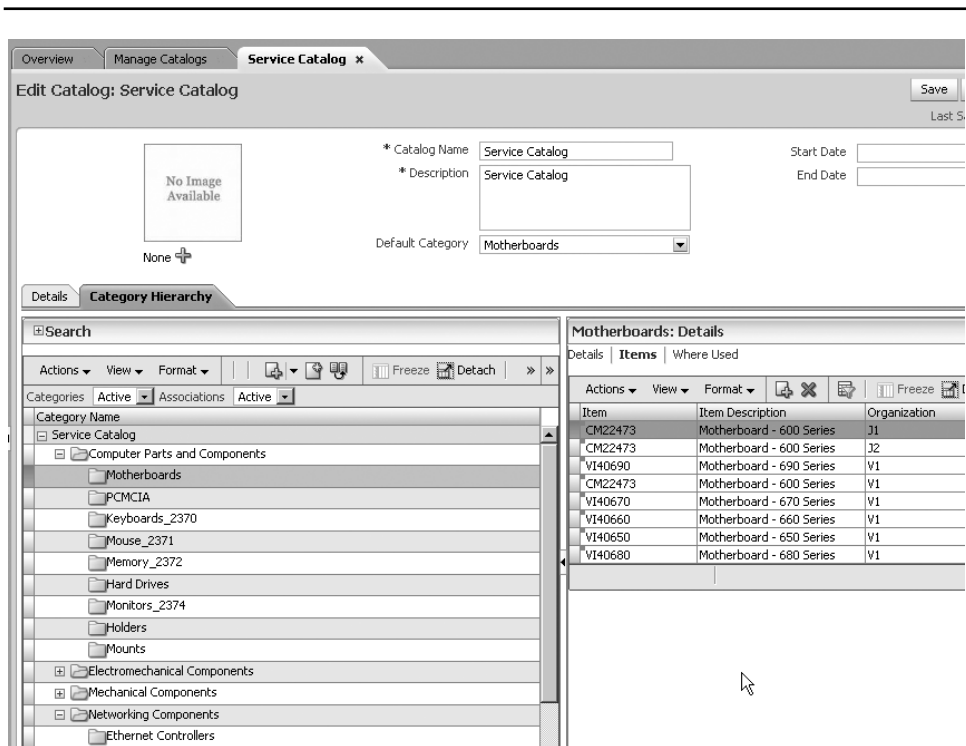 Overview
Manage Catalogs
Service Catalog
Edit Catalog: Service Catalog
Save
Last S
No Image
Available
None
* Catalog Name
Service Catalog
* Description
Service Catalog
Default Category
Motherboards
Start Date
End Date
Details
Category Hierarchy
Search
Actions View Format Freeze Detach » »
Categories Active Associations Active
Category Name
Service Catalog
Computer Parts and Components
Motherboards
PCMCIA
Keyboards_2370
Mouse_2371
Memory_2372
Hard Drives
Monitors_2374
Holders
Mounts
Electromechanical Components
Mechanical Components
Networking Components
Ethernet Controllers
Motherboards: Details
Details | Items | Where Used
Actions View Format Freeze
Item Item Description Organization
CM22473 Motherboard - 600 Series J1
CM22473 Motherboard - 600 Series J2
VI40690 Motherboard - 690 Series V1
CM22473 Motherboard - 600 Series V1
VI40670 Motherboard - 670 Series V1
VI40660 Motherboard - 660 Series V1
VI40650 Motherboard - 650 Series V1
VI40680 Motherboard - 680 Series V1